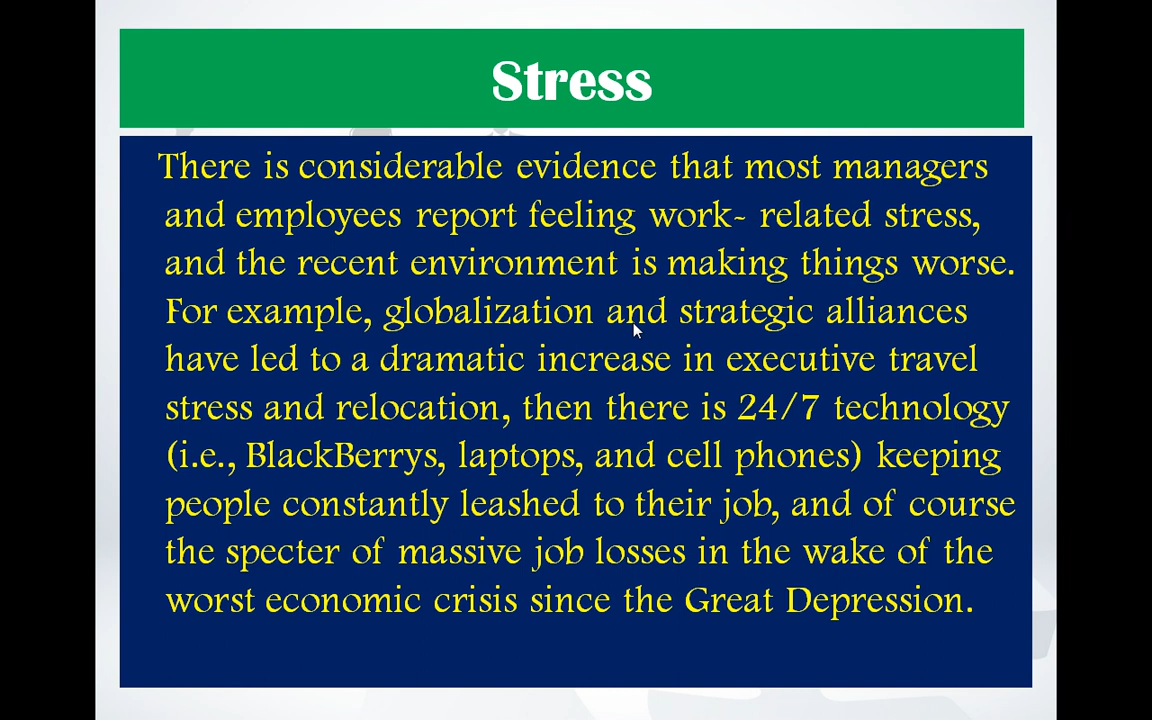 Stress
There is considerable evidence that most managers
and employees report feeling work- related stress,
and the recent environment is making things worse.
For example, globalization and strategic alliances
have led to a dramatic increase in executive travel
stress and relocation, then there is 24/7 technology
(i.e., BlackBerrys, laptops, and cell phones) keeping
people constantly leashed to their job, and of course
the specter of massive job losses in the wake of the
worst economic crisis since the Great Depression.